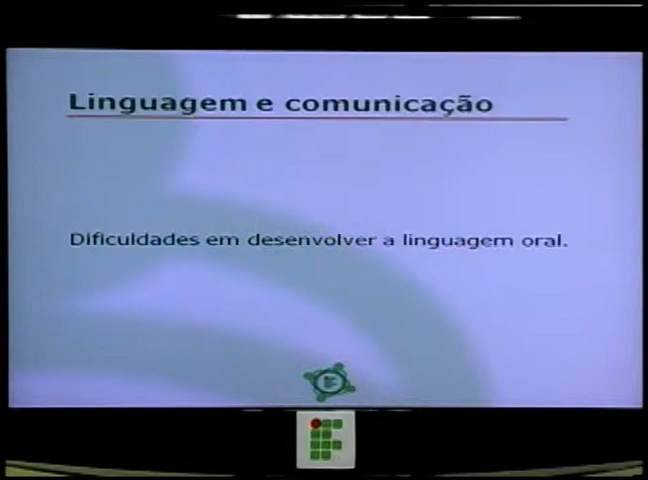 Linguagem e comunicação
Dificuldades em desenvolver a linguagem oral.